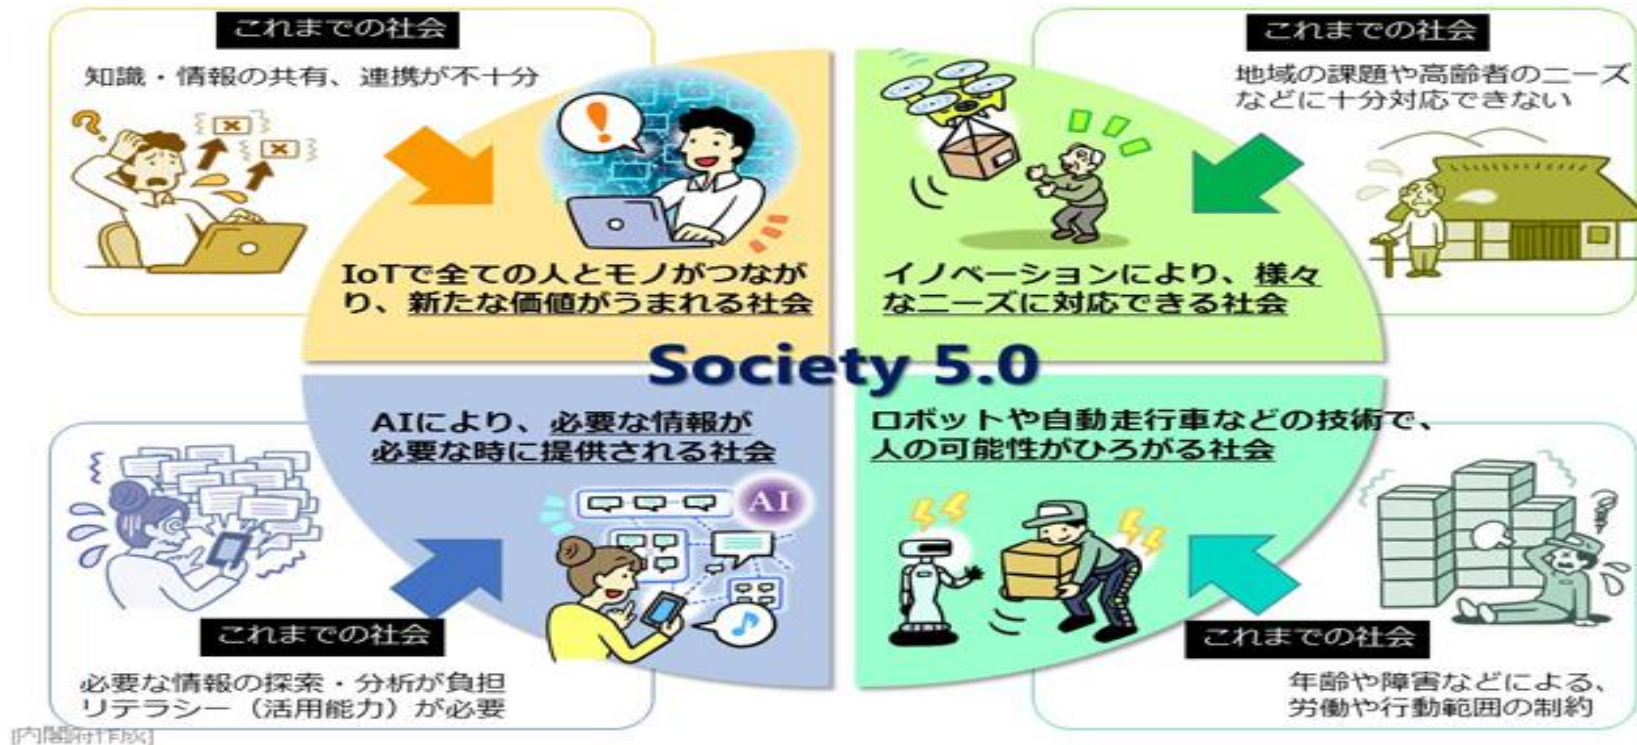 これまでの社会
知識・情報の共有、連携が不十分
IoTで全ての人とモノがつなが
り、新たな価値がうまれる社会
これまでの社会
地域の課題や高齢者のニーズ
などに十分対応できない
イノベーションにより、様々
なニーズに対応できる社会
Society 5.0
AIにより、必要な情報が
必要な時に提供される社会
AI
これまでの社会
必要な情報の探索・分析が負担
リテラシー（活用能力）が必要
ロボットや自動走行車などの技術で、
人の可能性がひろがる社会
これまでの社会
年齢や障害などによる、
労働や行動範囲の制約
[内閣府作成]